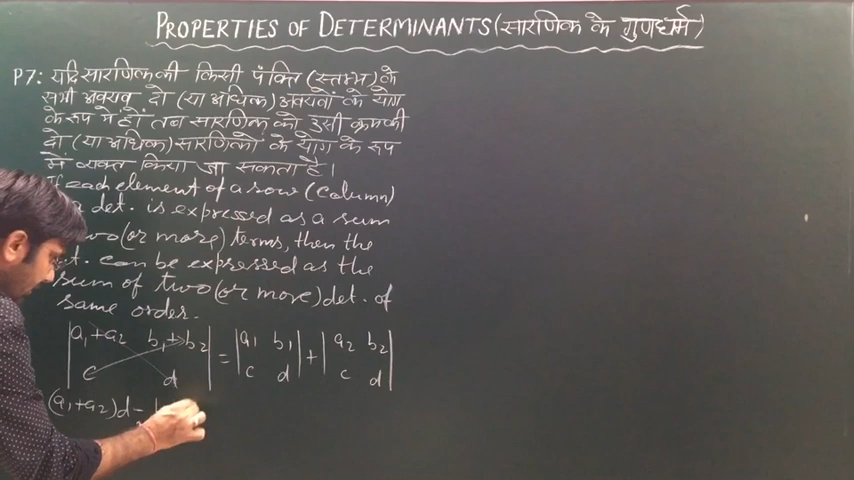 PROPERTIES OF DETERMINANTS (सारणिक के गुणधर्म)
P7: यदि सारणिक की किसी पंक्ति (स्तम्भ) के
सभी अवयव दो (या अधिक) अवयवों के योग
के रूप में हों तब सारणिक को उसी क्रम की
दो (या अधिक) सारणिकों के योग के रूप
में व्यक्त किया जा सकता है।
If each element of a row (Column)
a det. is expressed as a sum
two (or more) terms, then the
can be expressed as the
sum of two (or more) det. of
same order.
|a₁+a₂ b₁+b₂| = |a₁ b₁| + |a₂ b₂|
|c d| |c d| |c d|
(a₁+a₂)d -